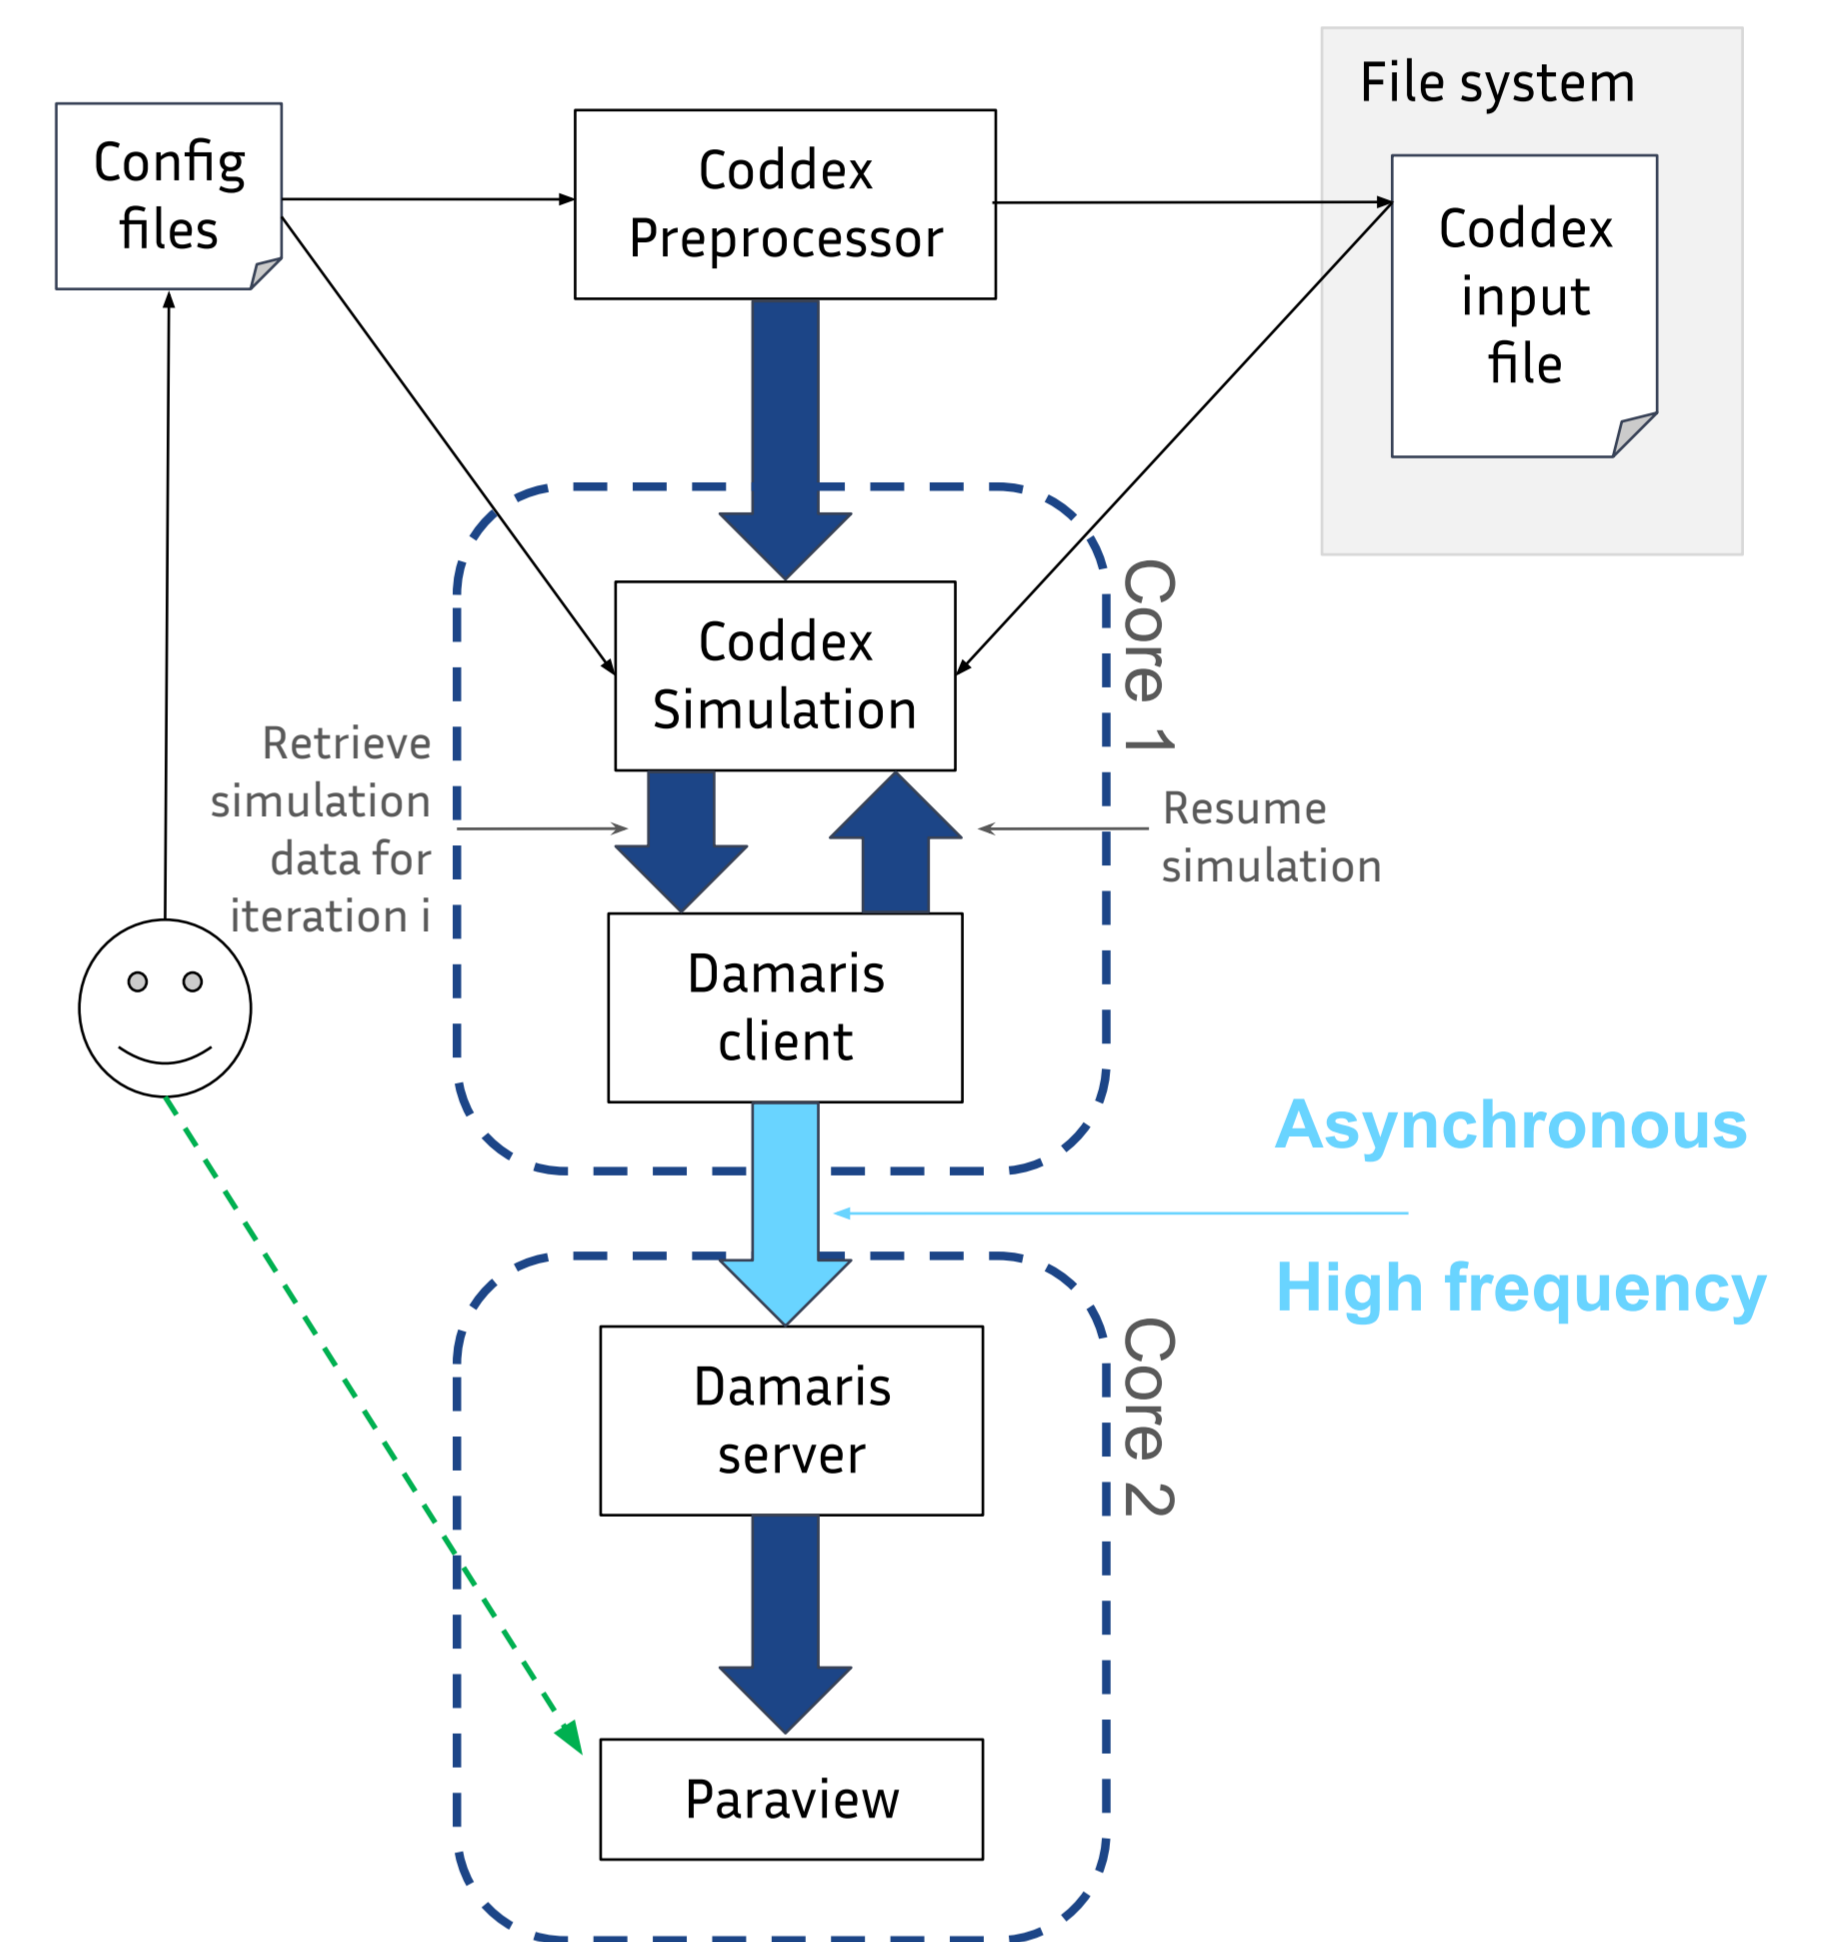 File system
Config
files
Coddex
Preprocessor
Coddex
input
file
Core 1
Coddex
Simulation
Retrieve
simulation
data for
iteration i
Resume
simulation
Damaris
client
Asynchronous
High frequency
Core 2
Damaris
server
Paraview